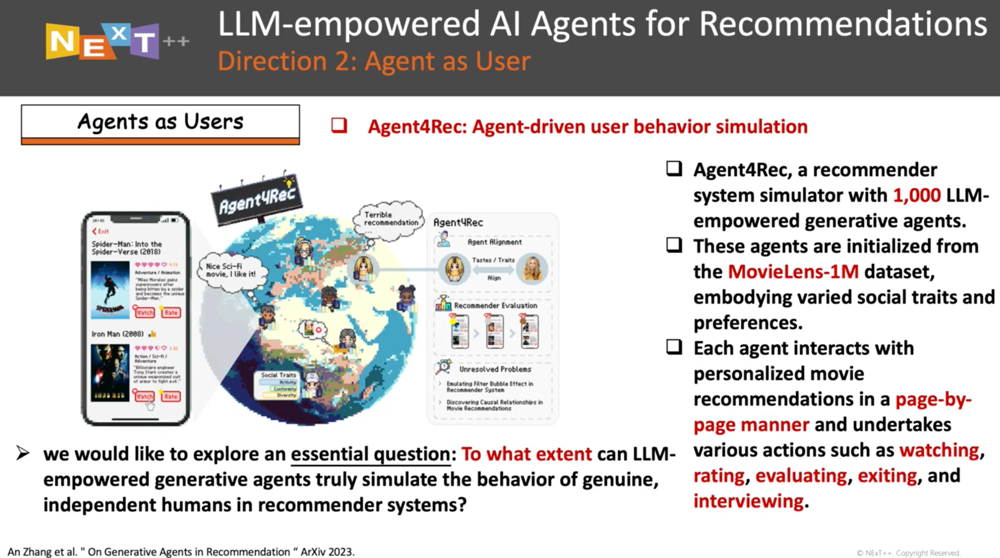 NExT++
LLM-empowered AI Agents for Recommendations
Direction 2: Agent as User
Agents as Users
Agent4Rec: Agent-driven user behavior simulation
Agent4Rec
20:03
Exit
Spider-Man: Into the
Spider-Verse (2018)
4.19
Adventure / Animation
"Miles Morales gains
superpowers after
being bitten by a spider
and becomes the unique
Spider-Man."
SPIDER-MAN
Watch
Rate
Iron Man (2008)
3.82
Action / Sci-Fi /
Adventure
"Billionaire engineer
Tony Stark creates a
unique weaponized suit
of armor to fight evil."
IRON MAN
Watch
Rate
Nice Sci-Fi
movie, I like it!
Terrible
recommendation
...
Social Traits
Activity
Conformity
Diversity
Agent4Rec
Agent Alignment
Tastes / Traits
Align
Recommender Evaluation
Unresolved Problems
Emulating Filter Bubble Effect in
Recommender System
Discovering Causal Relationships in
Movie Recommendations
Agent4Rec, a recommender
system simulator with 1,000 LLM-
empowered generative agents.
These agents are initialized from
the MovieLens-1M dataset,
embodying varied social traits and
preferences.
Each agent interacts with
personalized movie
recommendations in a page-by-
page manner and undertakes
various actions such as watching,
rating, evaluating, exiting, and
interviewing.
we would like to explore an essential question: To what extent can LLM-
empowered generative agents truly simulate the behavior of genuine,
independent humans in recommender systems?
An Zhang et al. " On Generative Agents in Recommendation “ ArXiv 2023.
© NExT++. Copyright Reserved.